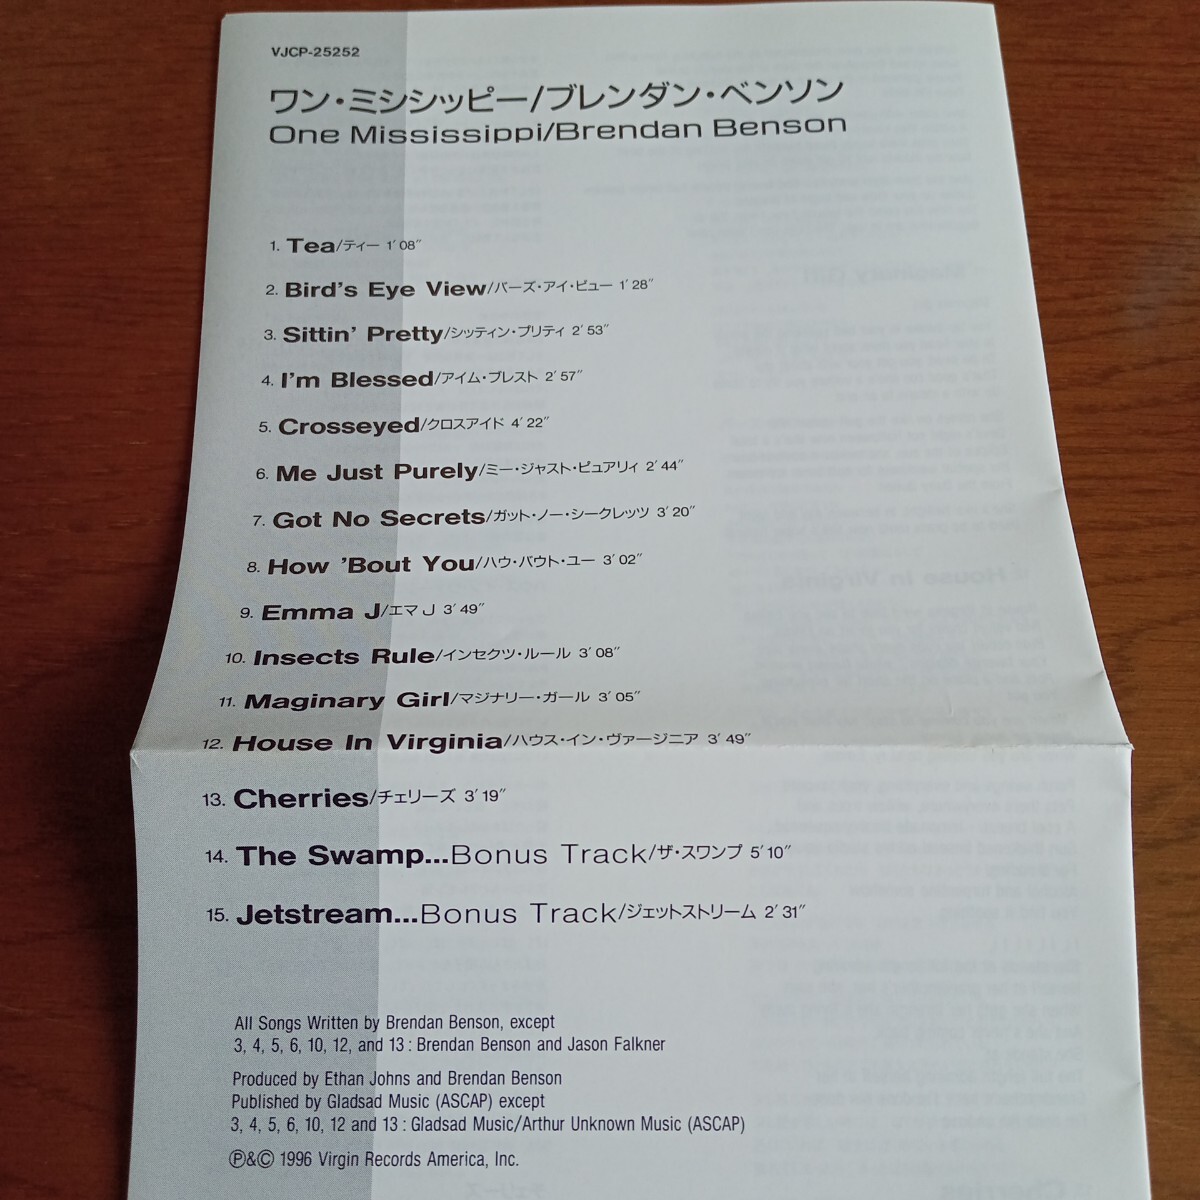 VJCP-25252
ワン・ミシシッピー/ブレンダン・ベンソン
One Mississippi/Brendan Benson
1. Tea/ティー 1'08"
2. Bird's Eye View/バーズ・アイ・ビュー 1'28"
3. Sittin' Pretty/シッティン・プリティ 2'53"
4. I'm Blessed/アイム・ブレスト 2'57"
5. Crosseyed/クロスアイド 4'22"
6. Me Just Purely/ミー・ジャスト・ピュアリィ 2'44"
7. Got No Secrets/ガット・ノー・シークレッツ 3'20"
8. How 'Bout You/ハウ・バウト・ユー 3'02"
9. Emma J/エマJ 3'49"
10. Insects Rule/インセクツ・ルール 3'08"
11. Maginary Girl/マジナリー・ガール 3'05"
12. House In Virginia/ハウス・イン・ヴァージニア 3'49"
13. Cherries/チェリーズ 3'19"
14. The Swamp...Bonus Track/ザ・スワンプ 5'10"
15. Jetstream...Bonus Track/ジェットストリーム 2'31"
All Songs Written by Brendan Benson, except
3, 4, 5, 6, 10, 12, and 13 : Brendan Benson and Jason Falkner
Produced by Ethan Johns and Brendan Benson
Published by Gladsad Music (ASCAP) except
3, 4, 5, 6, 10, 12 and 13 : Gladsad Music/Arthur Unknown Music (ASCAP)
℗&© 1996 Virgin Records America, Inc.